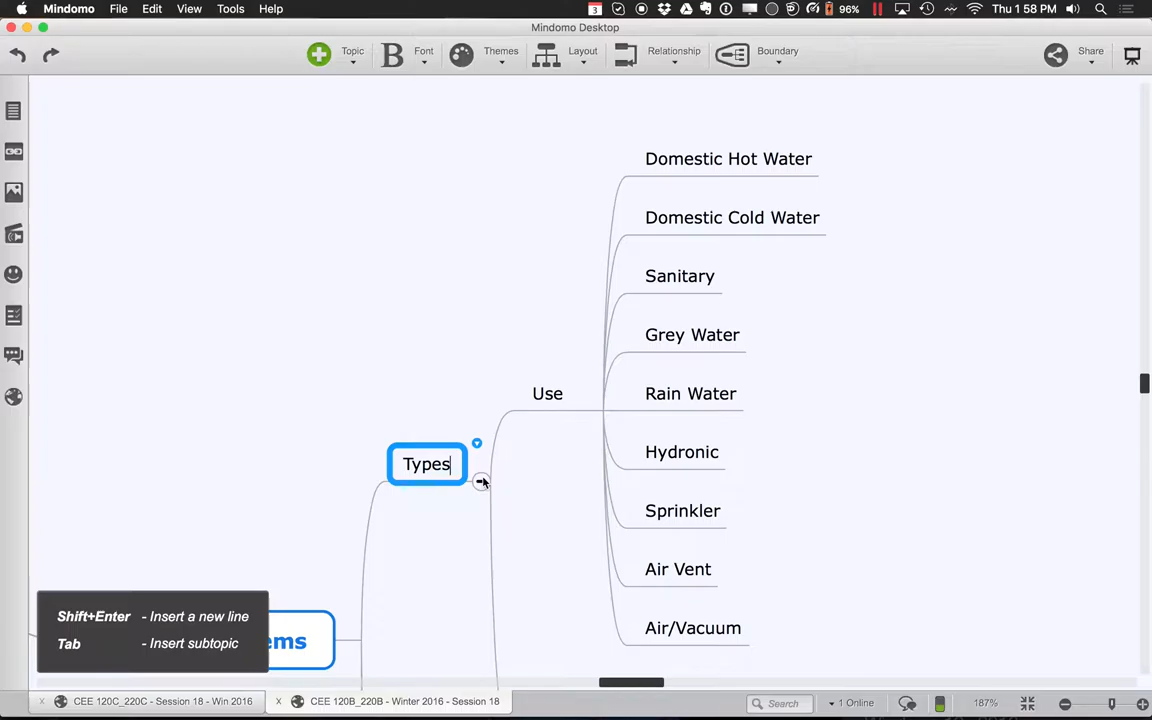 Mindomo File Edit View Tools Help
3 96% Thu 1:58 PM
Mindomo Desktop
Topic Font Themes Layout Relationship Boundary Share
Domestic Hot Water
Domestic Cold Water
Sanitary
Grey Water
Use
Rain Water
Hydronic
Types
Sprinkler
Air Vent
Air/Vacuum
Shift+Enter - Insert a new line
Tab - Insert subtopic
ems
x CEE 120C_220C - Session 18 - Win 2016 x CEE 120B_220B - Winter 2016 - Session 18
Search 1 Online 187%